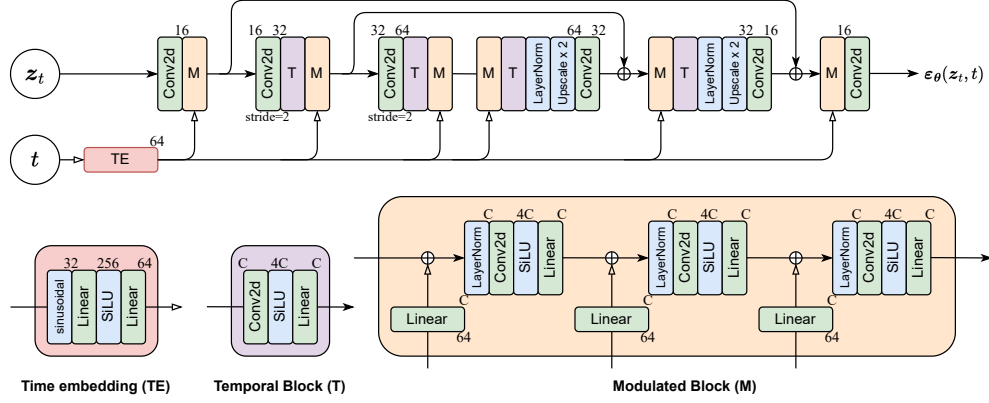 16 16 32 32 64 64 32 32 16 16
z_t Conv2d M Conv2d T M Conv2d T M M T LayerNorm Upscale x 2 Conv2d M T LayerNorm Upscale x 2 Conv2d M Conv2d ε_θ(z_t, t)
stride=2 stride=2
64
t TE
C 4C C C 4C C C 4C C
LayerNorm Conv2d SiLU Linear LayerNorm Conv2d SiLU Linear LayerNorm Conv2d SiLU Linear
32 256 64 C 4C C
sinusoidal Linear SiLU Linear Conv2d SiLU Linear
C C C
Linear Linear Linear
64 64 64
Time embedding (TE) Temporal Block (T) Modulated Block (M)